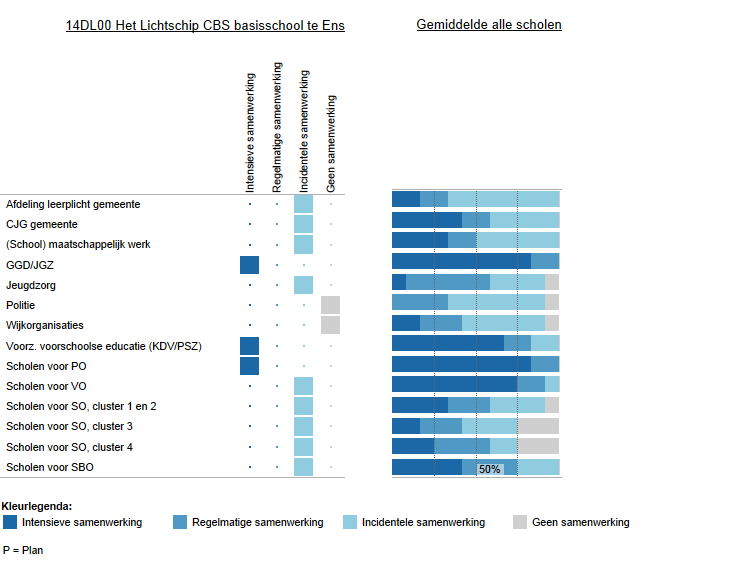 14DL00 Het Lichtschip CBS basisschool te Ens
Gemiddelde alle scholen
Intensieve samenwerking
Regelmatige samenwerking
Incidentele samenwerking
Geen samenwerking
Afdeling leerplicht gemeente
CJG gemeente
(School) maatschappelijk werk
GGD/JGZ
Jeugdzorg
Politie
Wijkorganisaties
Voorz. voorschoolse educatie (KDV/PSZ)
Scholen voor PO
Scholen voor VO
Scholen voor SO, cluster 1 en 2
Scholen voor SO, cluster 3
Scholen voor SO, cluster 4
Scholen voor SBO
50%
Kleurlegenda:
Intensieve samenwerking
Regelmatige samenwerking
Incidentele samenwerking
Geen samenwerking
P = Plan